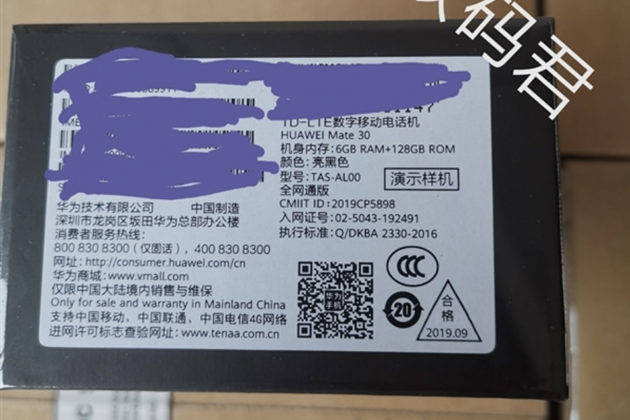 码君
TD-LTE数字移动电话机
HUAWEI Mate 30
机身内存:6GB RAM+128GB ROM
颜色:亮黑色
型号:TAS-AL00
演示样机
全网通版
CMIIT ID:2019CP5898
入网证号:02-5043-192491
执行标准:Q/DKBA 2330-2016
华为技术有限公司 中国制造
深圳市龙岗区坂田华为总部办公楼
消费者服务热线:
800 830 8300(仅固话),400 830 8300
网址:http://consumer.huawei.com/cn
华为商城:www.vmall.com
仅限中国大陆境内销售与维保
Only for sale and warranty in Mainland China
支持中国移动、中国联通、中国电信4G网络
进网许可标志查验网址:www.tenaa.com.cn
CCC
20
合格
2019.09